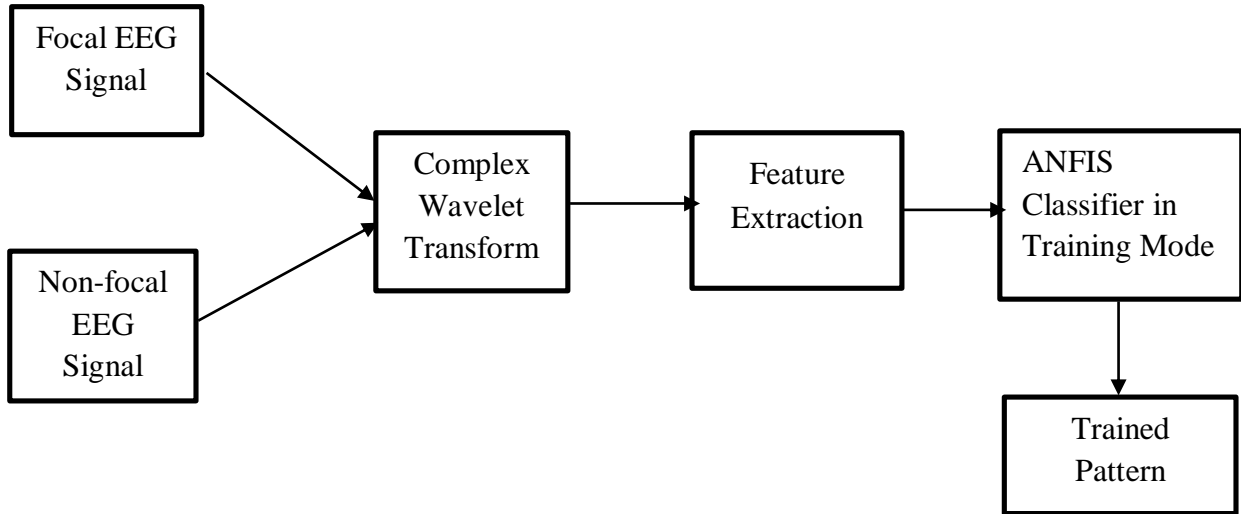 Focal EEG
Signal
Non-focal
EEG
Signal
Complex
Wavelet
Transform
Feature
Extraction
ANFIS
Classifier in
Training Mode
Trained
Pattern